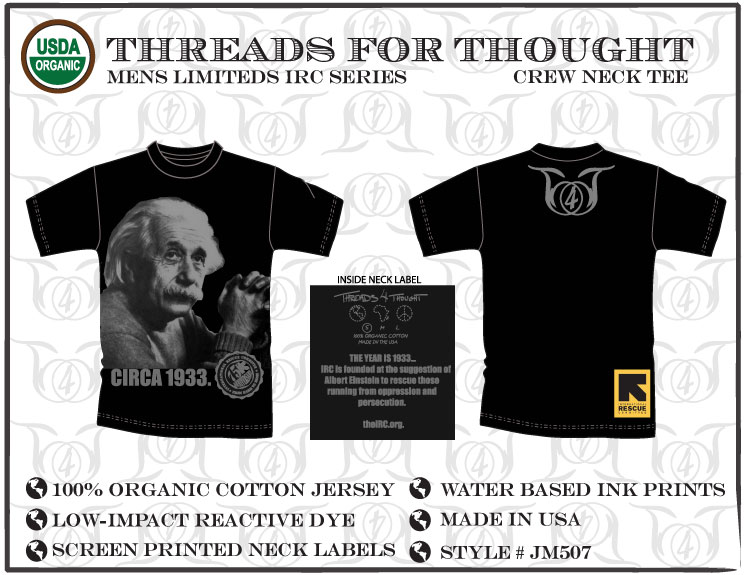 USDA
ORGANIC
THREADS FOR THOUGHT
MENS LIMITEDS IRC SERIES
CREW NECK TEE
CIRCA 1933.
INSIDE NECK LABEL
THREADS 4 THOUGHT
S M L
100% ORGANIC COTTON
MADE IN THE USA
THE YEAR IS 1933...
IRC is founded at the suggestion of
Albert Einstein to rescue those
running from oppression and
persecution.
theIRC.org.
4
INTERNATIONAL
RESCUE
COMMITTEE
100% ORGANIC COTTON JERSEY
LOW-IMPACT REACTIVE DYE
SCREEN PRINTED NECK LABELS
WATER BASED INK PRINTS
MADE IN USA
STYLE # JM507